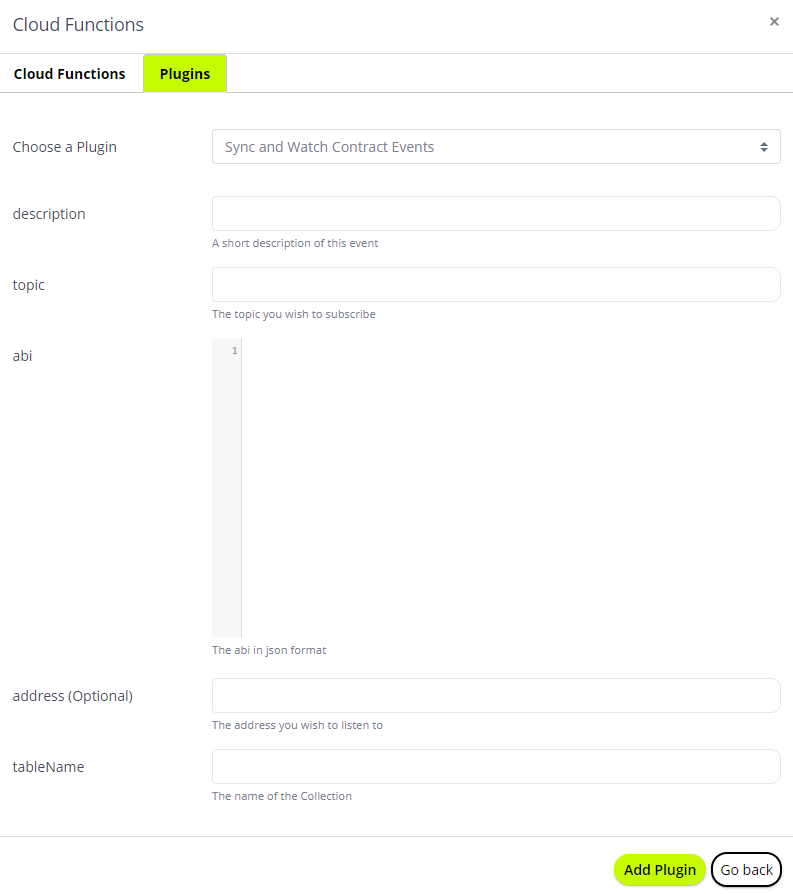 Cloud Functions ×
Cloud Functions Plugins
Choose a Plugin Sync and Watch Contract Events
description
A short description of this event
topic
The topic you wish to subscribe
abi 1
The abi in json format
address (Optional)
The address you wish to listen to
tableName
The name of the Collection
Add Plugin Go back